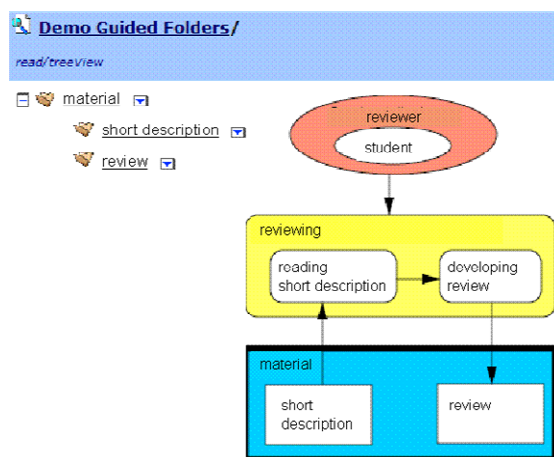 Demo Guided Folders/
read/treeView
material
short description
review
reviewer
student
reviewing
reading
short description
developing
review
material
short
description
review